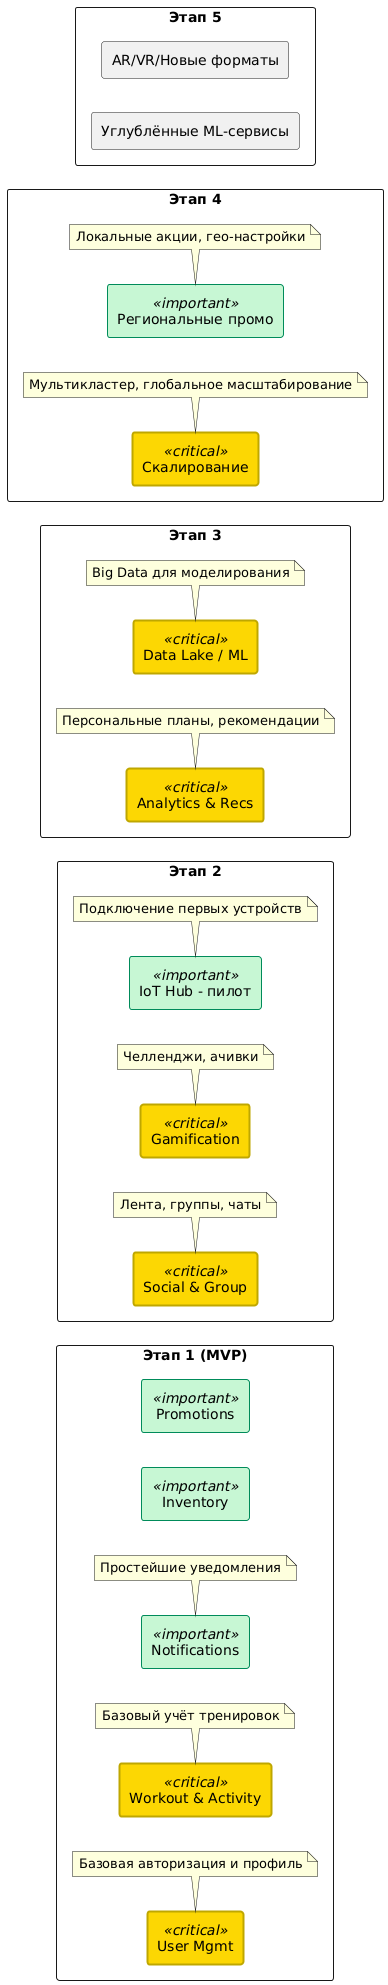 Этап 5
AR/VR/Новые форматы
Углублённые ML-сервисы
Этап 4
Локальные акции, гео-настройки
«important»
Региональные промо
Мультикластер, глобальное масштабирование
«critical»
Скалирование
Этап 3
Big Data для моделирования
«critical»
Data Lake / ML
Персональные планы, рекомендации
«critical»
Analytics & Recs
Этап 2
Подключение первых устройств
«important»
IoT Hub - пилот
Челленджи, ачивки
«critical»
Gamification
Лента, группы, чаты
«critical»
Social & Group
Этап 1 (MVP)
«important»
Promotions
«important»
Inventory
Простейшие уведомления
«important»
Notifications
Базовый учёт тренировок
«critical»
Workout & Activity
Базовая авторизация и профиль
«critical»
User Mgmt